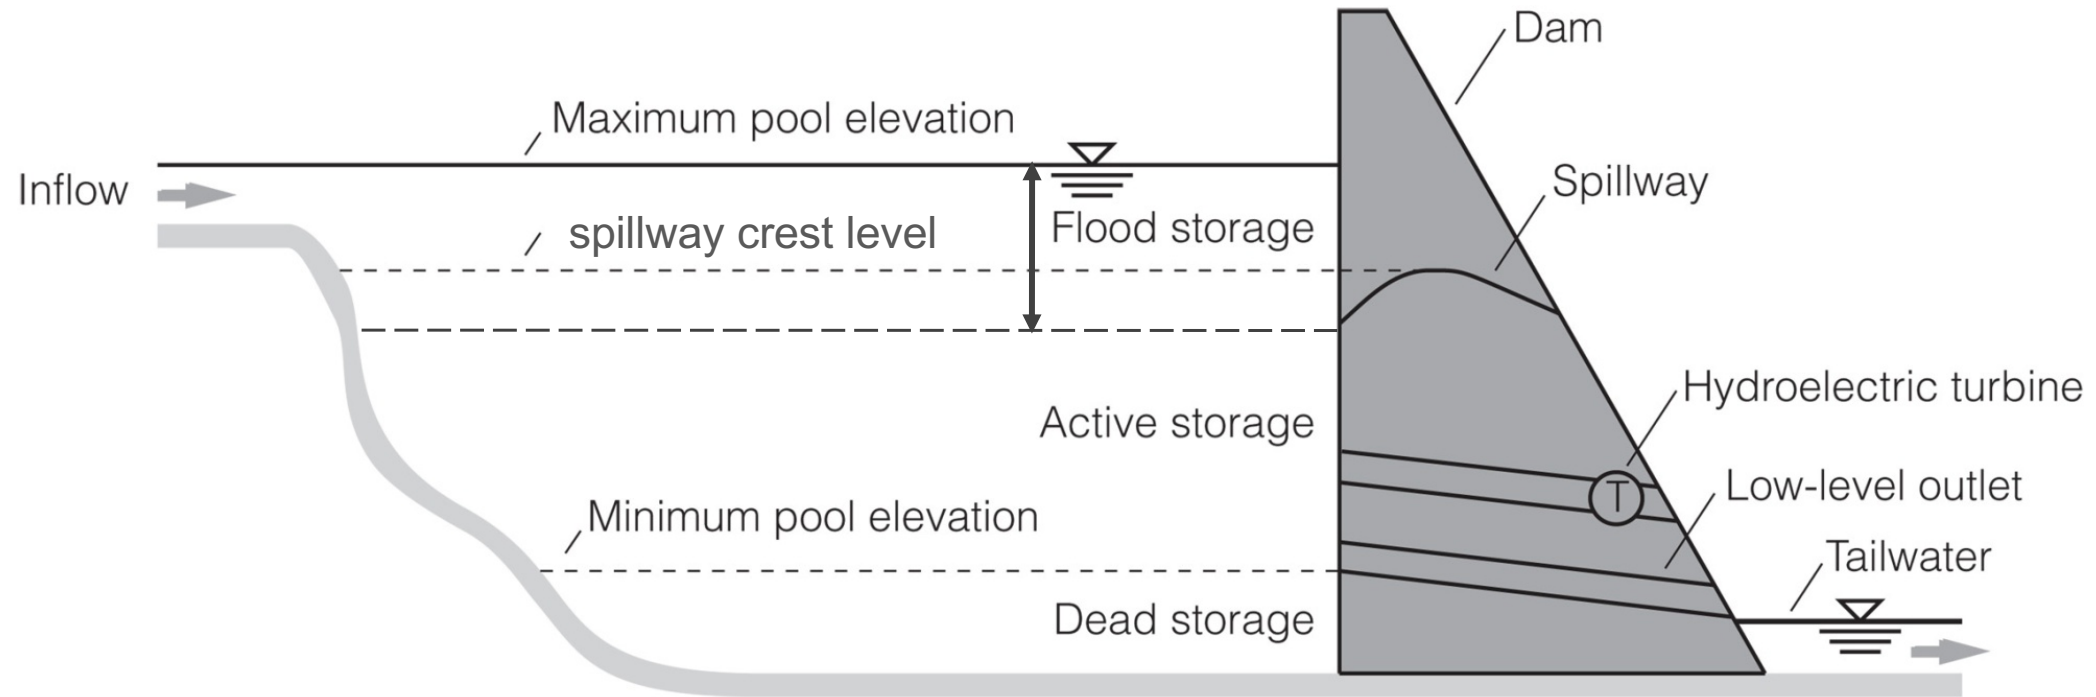 Dam
Maximum pool elevation
Inflow
Spillway
spillway crest level
Flood storage
Hydroelectric turbine
Active storage
T
Low-level outlet
Minimum pool elevation
Tailwater
Dead storage